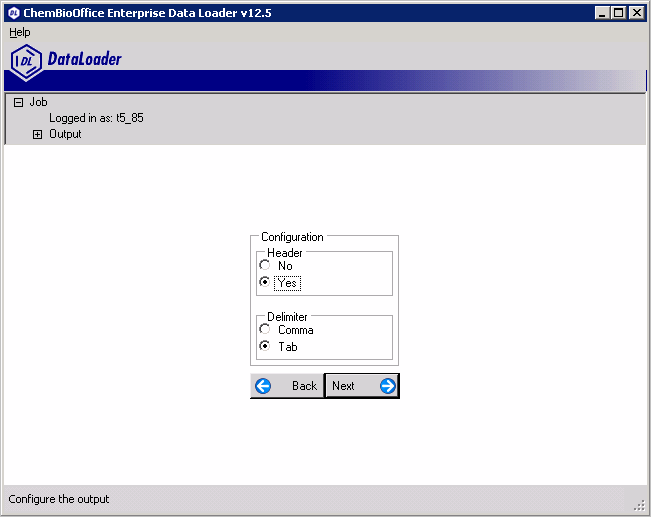 ChemBioOffice Enterprise Data Loader v12.5
Help
DL DataLoader
Job
Logged in as: t5_85
Output
Configuration
Header
No
Yes
Delimiter
Comma
Tab
Back Next
Configure the output